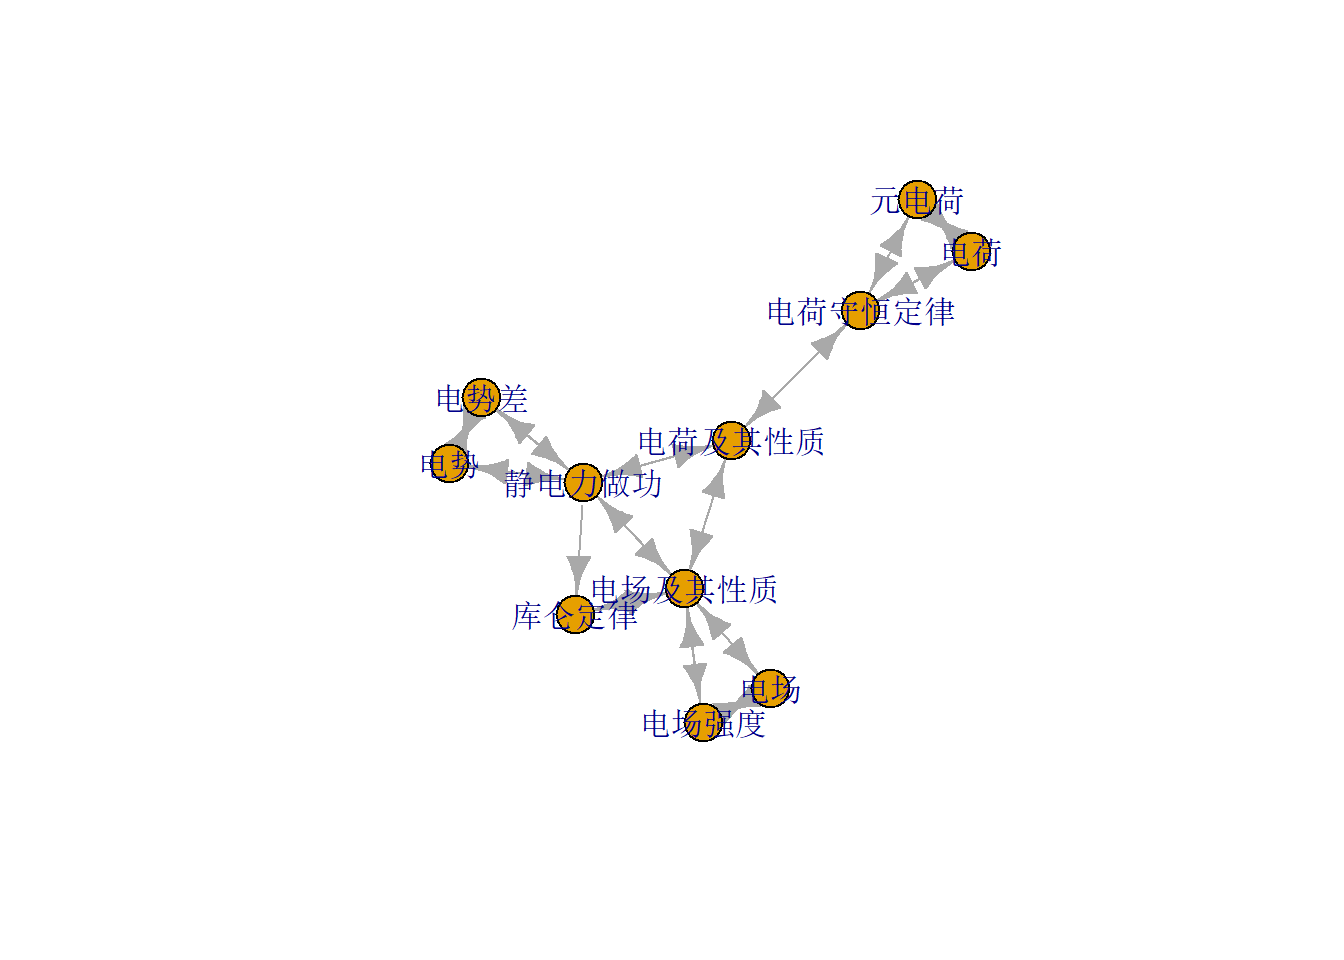 元电荷
电荷
电荷守恒定律
电势差
电荷及其性质
电势
静电力做功
电场及其性质
库仑定律
电场
电场强度